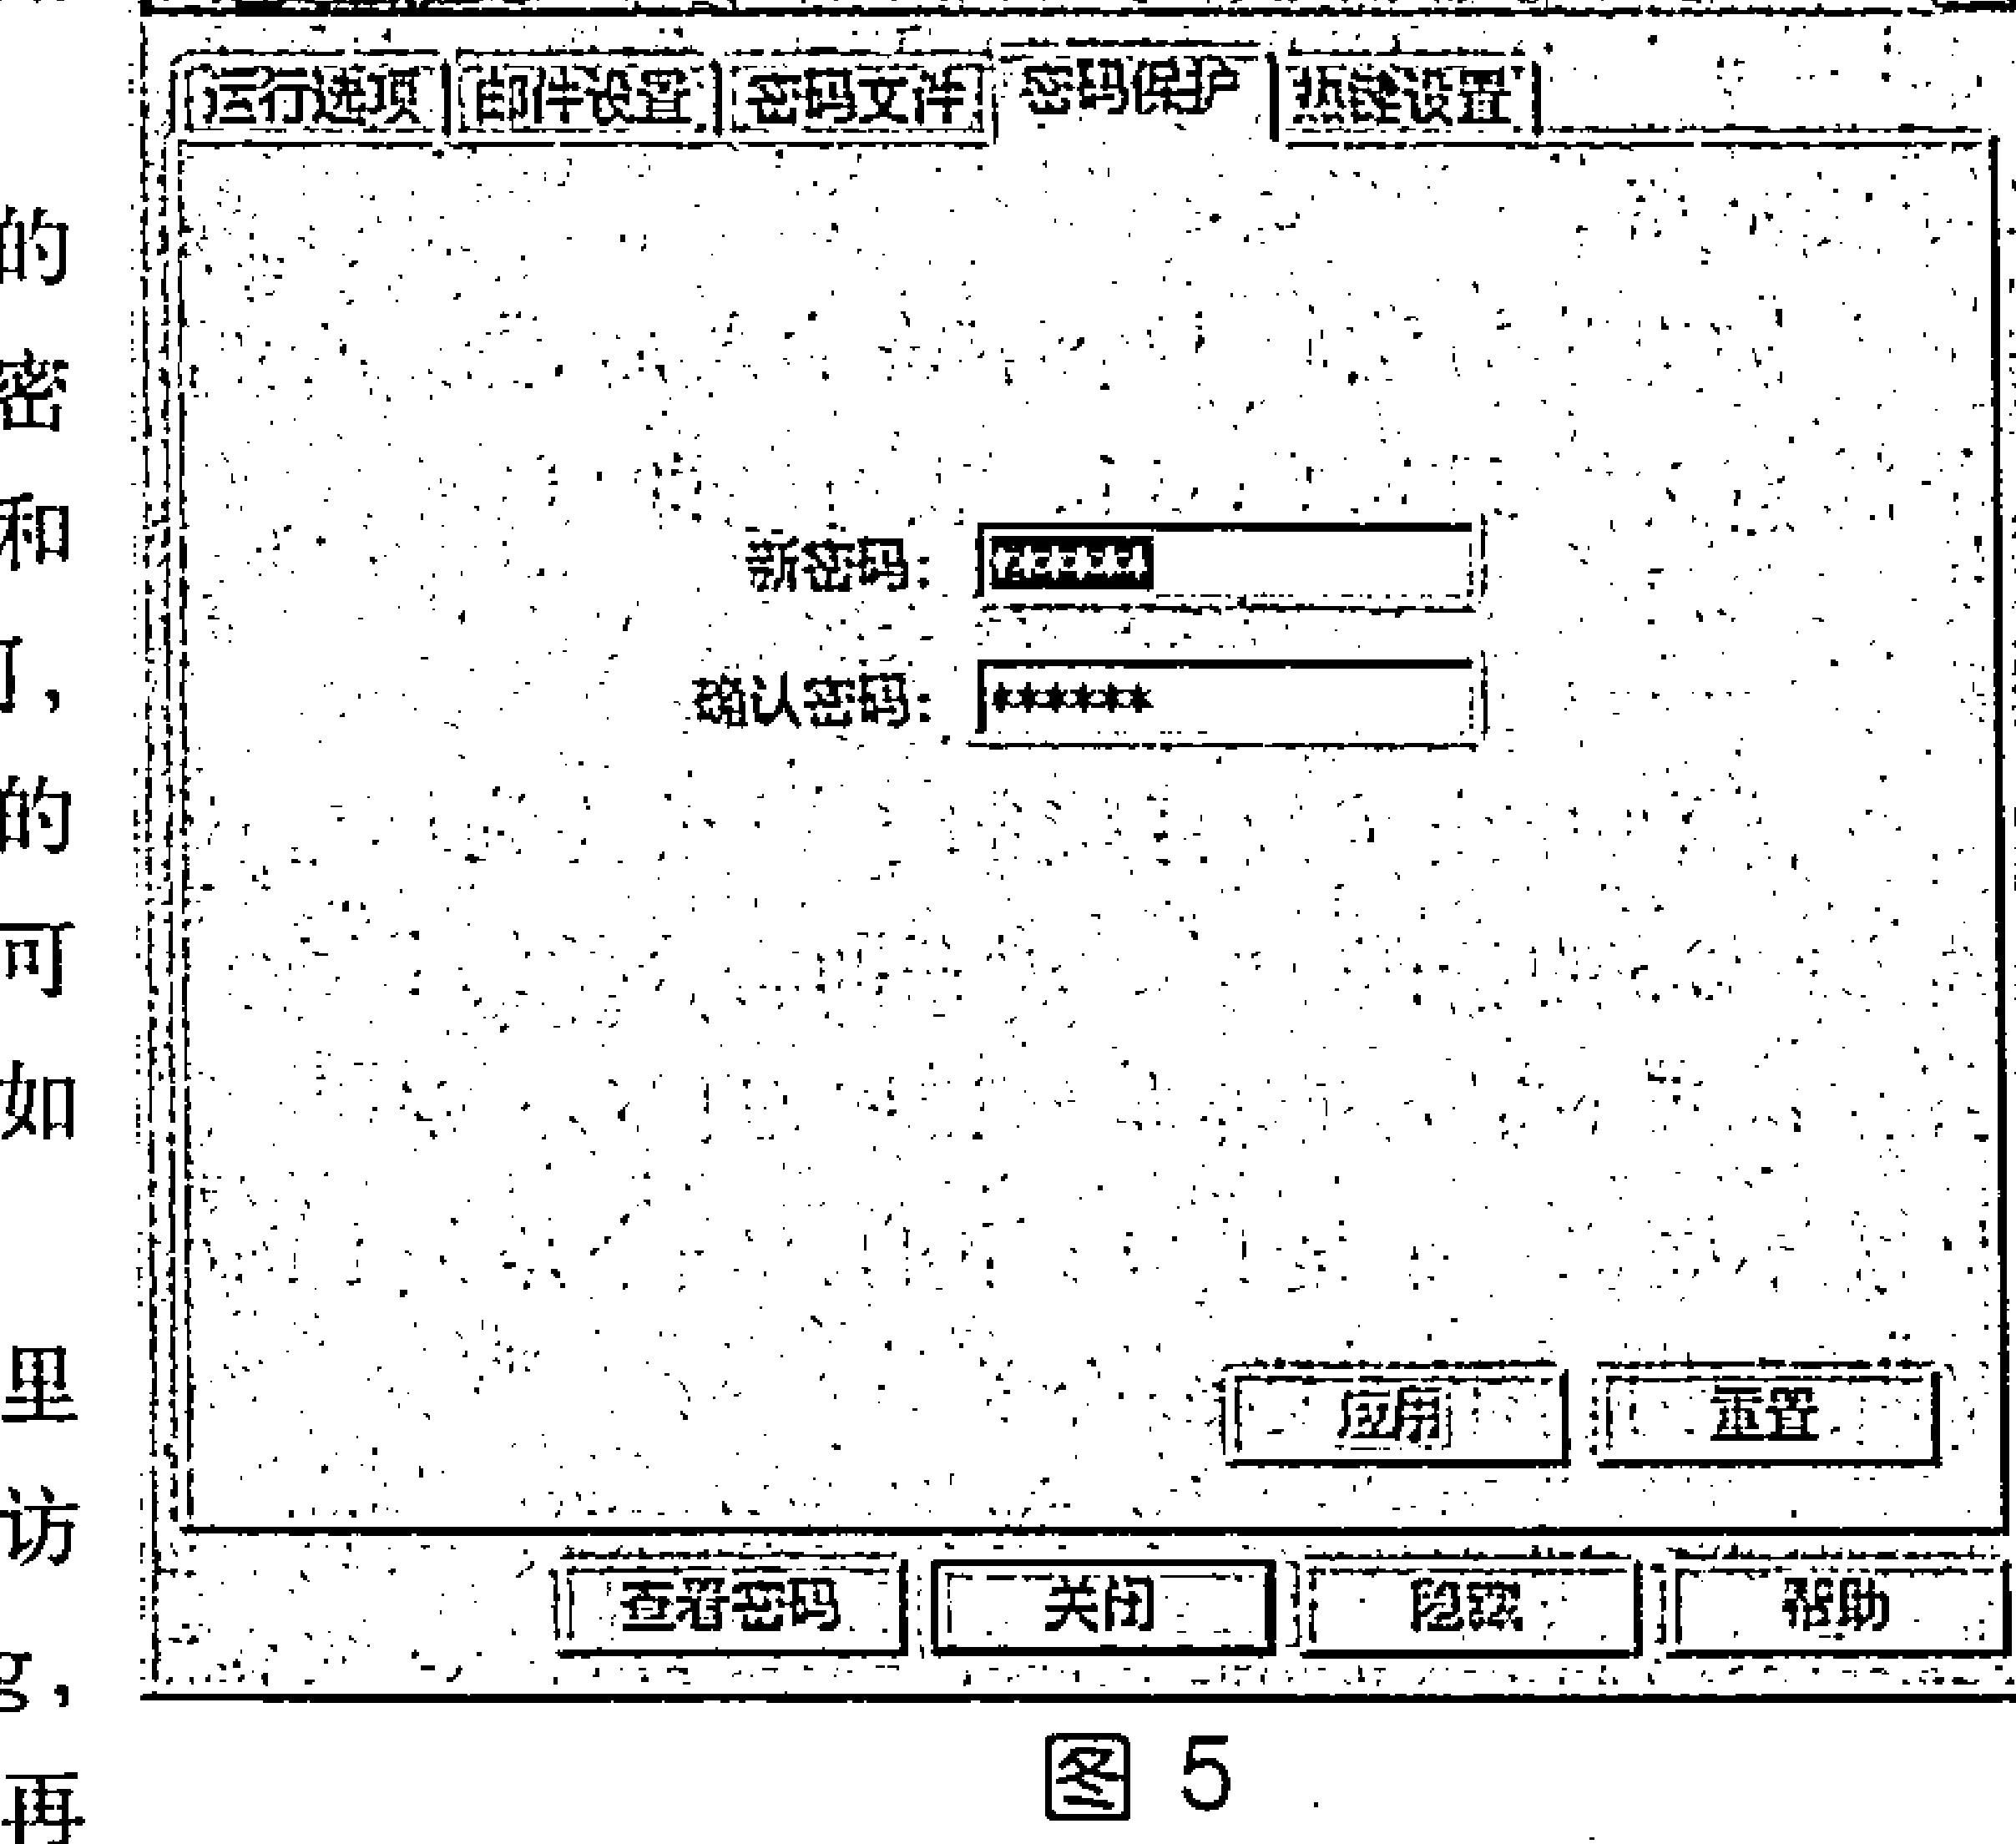 运行选项 邮件设置 密码文件 密码保护 热键设置
的
密
和
新密码：******
，
确认密码：******
的
可
如
里
应用 重置
访
查看密码 关闭 隐藏 帮助
g，
图 5
再